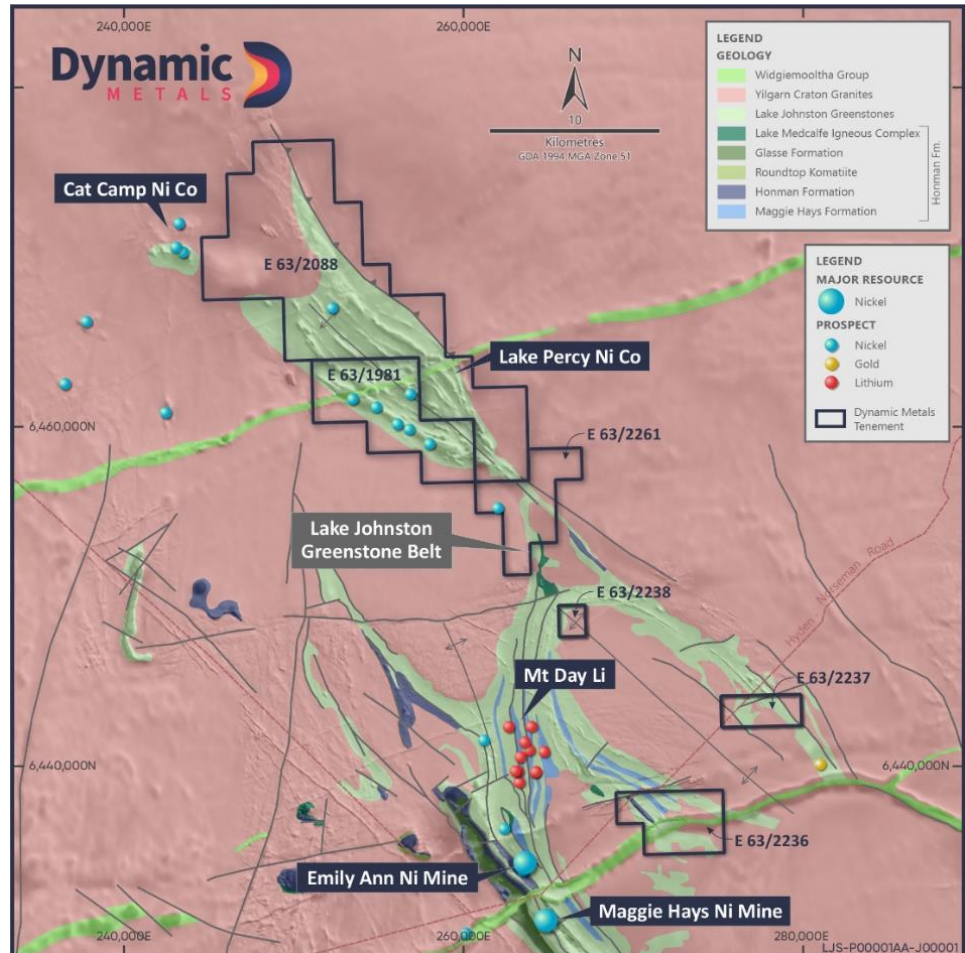 240,000E
260,000E
Dynamic
METALS
N
10
Kilometres
GDA 1994 MGA Zone 51
LEGEND
GEOLOGY
Widgiemooltha Group
Yilgarn Craton Granites
Lake Johnston Greenstones
Lake Medcalfe Igneous Complex
Glasse Formation
Roundtop Komatiite
Honman Formation
Maggie Hays Formation
Honman Fm.
LEGEND
MAJOR RESOURCE
Nickel
PROSPECT
Nickel
Gold
Lithium
Dynamic Metals
Tenement
Cat Camp Ni Co
E 63/2088
Lake Percy Ni Co
E 63/1981
6,460,000N
6,460,000N
E 63/2261
Lake Johnston
Greenstone Belt
Hyden Norseman Road
E 63/2238
Mt Day Li
E 63/2237
6,440,000N
6,440,000N
E 63/2236
Emily Ann Ni Mine
Maggie Hays Ni Mine
240,000E
260,000E
280,000E
LJS-P00001AA-J00001